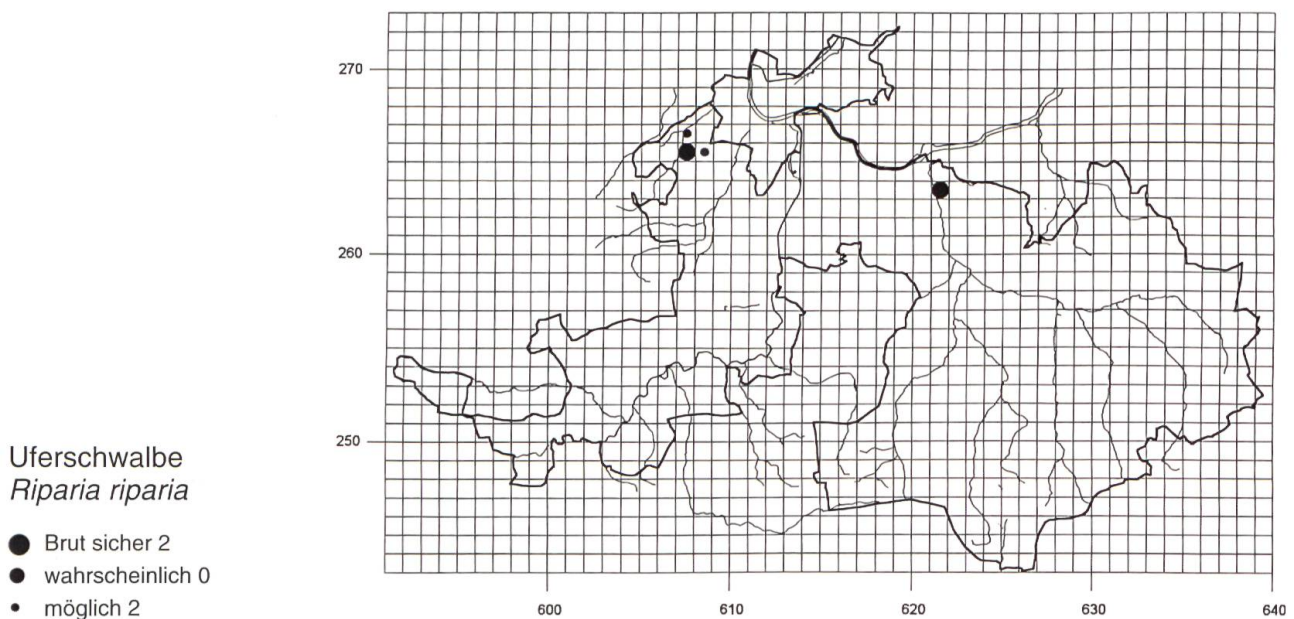 270
260
250
600 610 620 630 640
Uferschwalbe
Riparia riparia
Brut sicher 2
wahrscheinlich 0
möglich 2